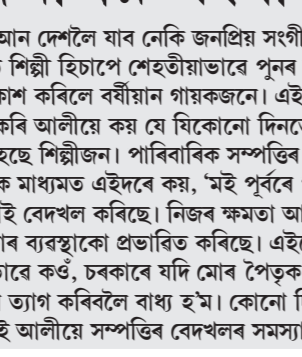 আন দেশলৈ যাব নেকি জনপ্ৰিয় সংগী
শিল্পী হিচাপে শেহতীয়াভাৱে পুনৰ
কাশ কৰিলে বৰ্ষীয়ান গায়কজনে। এই
কৰি আলীয়ে কয় যে যিকোনো দিনতে
হছে শিল্পীজন। পাৰিবাৰিক সম্পত্তিৰ
ক মাধ্যমত এইদৰে কয়, ‘মই পূৰ্বৰে
ই বেদখল কৰিছে। নিজৰ ক্ষমতা আ
ৰ ব্যৱস্থাকো প্ৰভাৱিত কৰিছে। এই
াৱে কওঁ, চৰকাৰে যদি মোৰ পৈতৃক
ত্যাগ কৰিবলৈ বাধ্য হ’ম। কোনো
ই আলীয়ে সম্পত্তিৰ বেদখলৰ সমস্যা